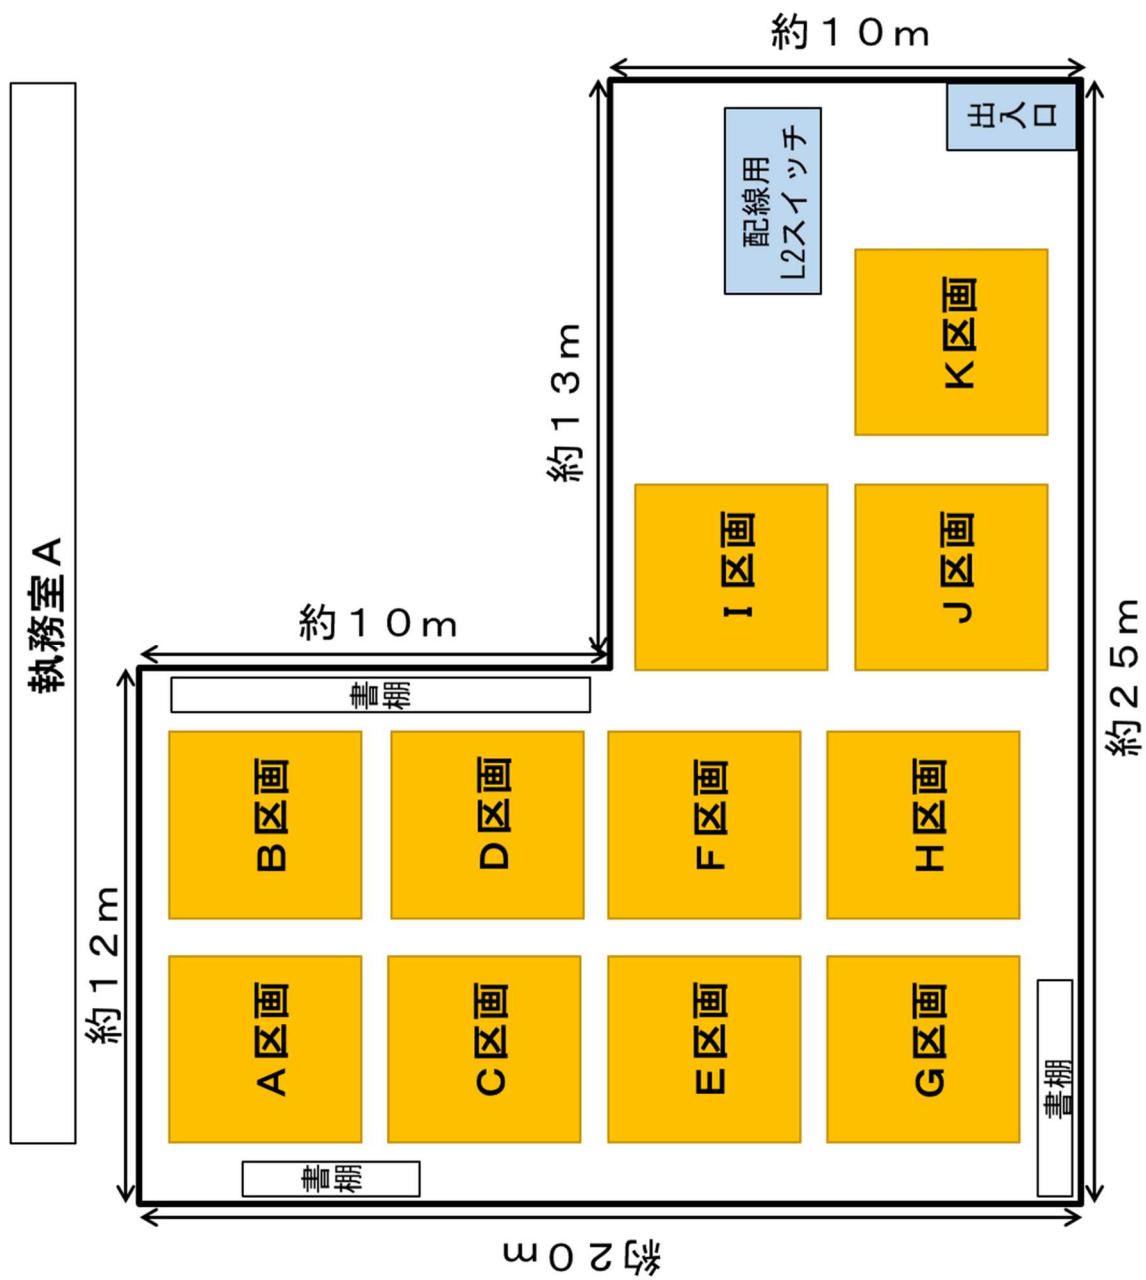 執務室Ａ
約１２ｍ
Ａ区画
Ｂ区画
書棚
書棚
約１０ｍ
Ｃ区画
Ｄ区画
約１３ｍ
約２０ｍ
Ｅ区画
Ｆ区画
Ｉ区画
配線用
L2スイッチ
約１０ｍ
Ｇ区画
Ｈ区画
Ｊ区画
Ｋ区画
出入口
書棚
約２５ｍ